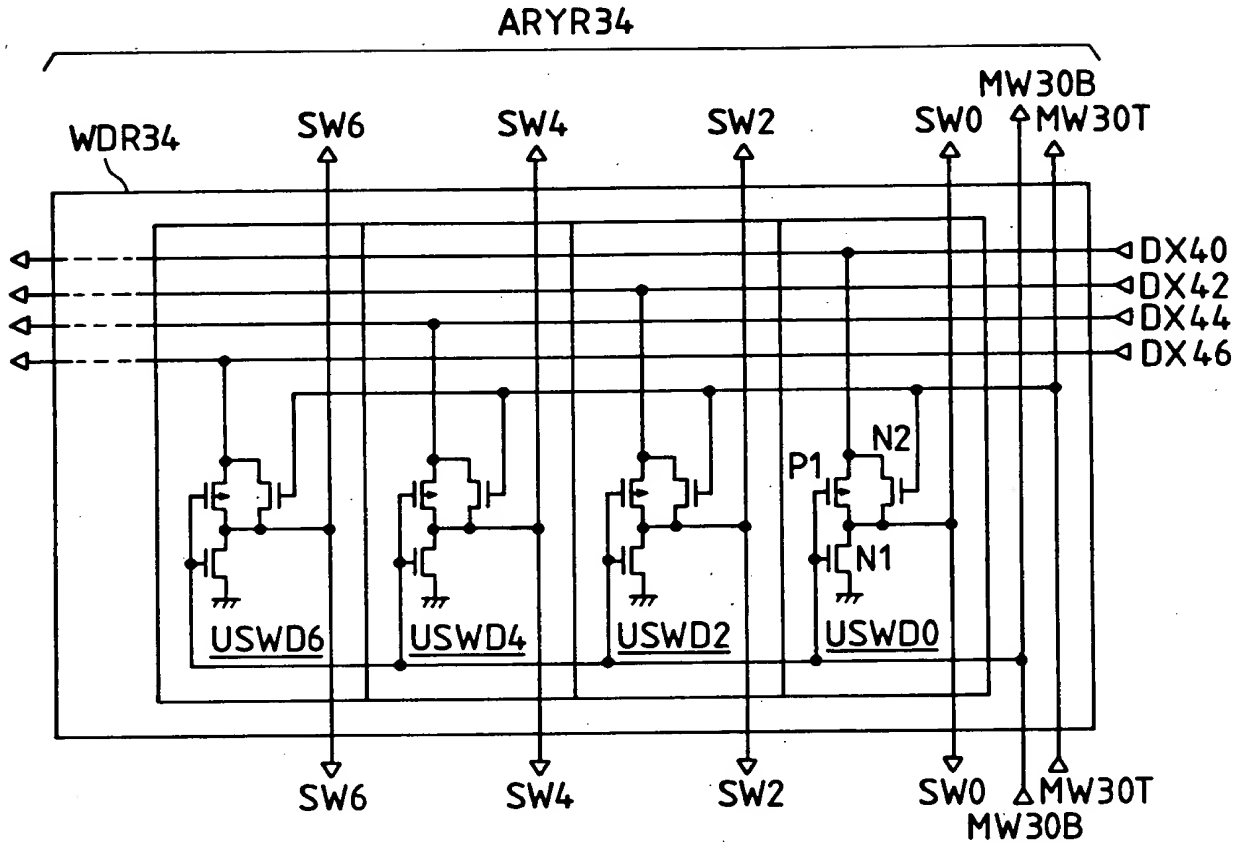 ARYR34
MW30B
WDR34 SW6 SW4 SW2 SW0 MW30T
DX40
DX42
DX44
DX46
P1 N2
N1
USWD6 USWD4 USWD2 USWD0
SW6 SW4 SW2 SW0 MW30T
MW30B